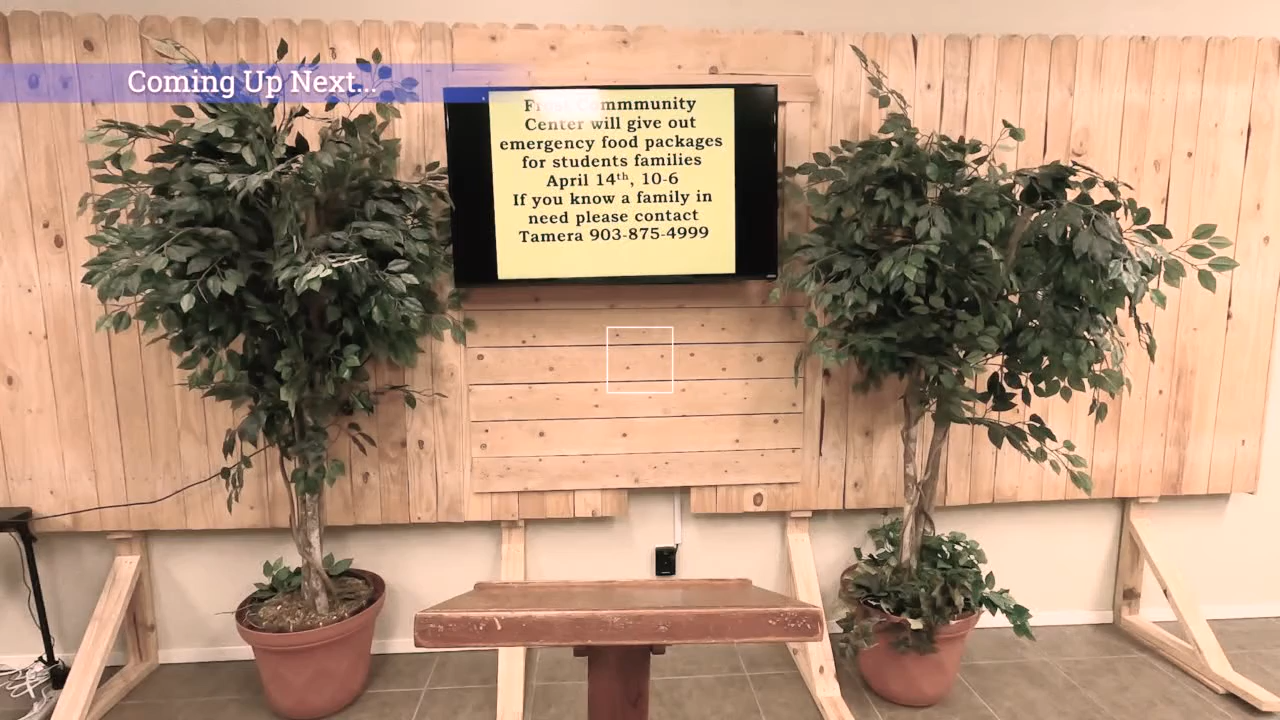 Coming Up Next...
Commmunity
Center will give out
emergency food packages
for students families
April 14th, 10-6
If you know a family in
need please contact
Tamera 903-875-4999